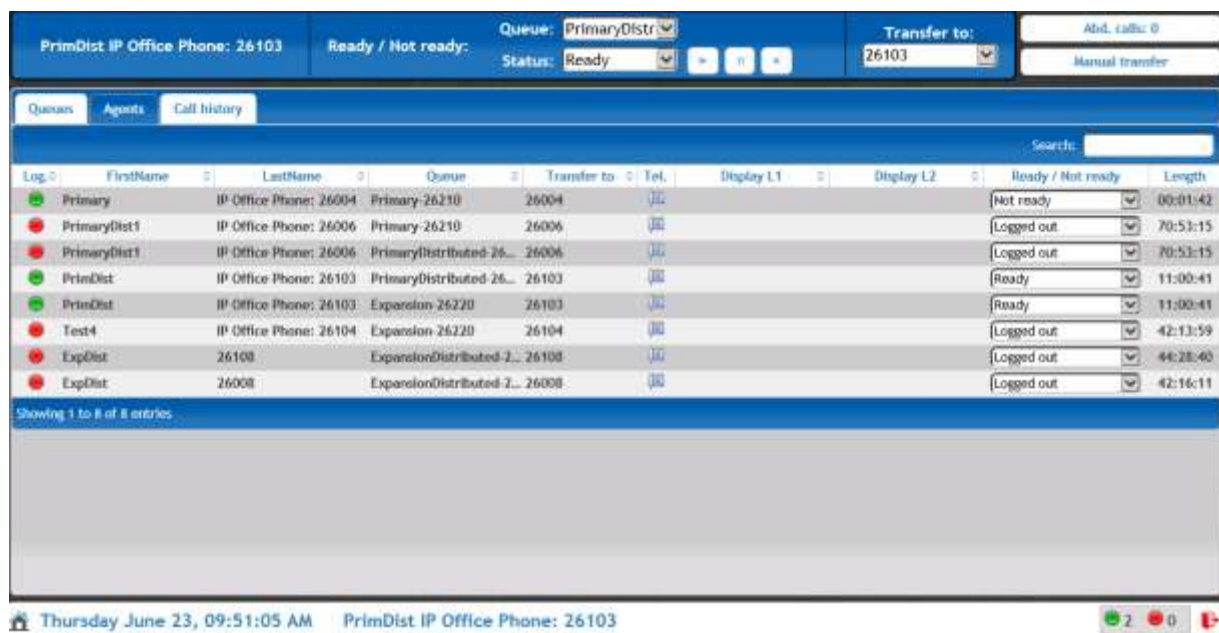 PrimDist IP Office Phone: 26103 Ready / Not ready: Queue: PrimaryDistr Transfer to: Abd. calls: 0
Status: Ready 26103 Manual transfer
Queues Agents Call history
Search:
Log. FirstName LastName Queue Transfer to Tel. Display L1 Display L2 Ready / Not ready Length
Primary IP Office Phone: 26004 Primary-26210 26004 Not ready 00:01:42
PrimaryDist1 IP Office Phone: 26006 Primary-26210 26006 Logged out 70:53:15
PrimaryDist1 IP Office Phone: 26006 PrimaryDistributed-26... 26006 Logged out 70:53:15
PrimDist IP Office Phone: 26103 PrimaryDistributed-26... 26103 Ready 11:00:41
PrimDist IP Office Phone: 26103 Expansion-26220 26103 Ready 11:00:41
Test4 IP Office Phone: 26104 Expansion-26220 26104 Logged out 42:13:59
ExpDist 26108 ExpansionDistributed-2... 26108 Logged out 44:28:40
ExpDist 26008 ExpansionDistributed-2... 26008 Logged out 42:16:11
Showing 1 to 8 of 8 entries
Thursday June 23, 09:51:05 AM PrimDist IP Office Phone: 26103 2 0